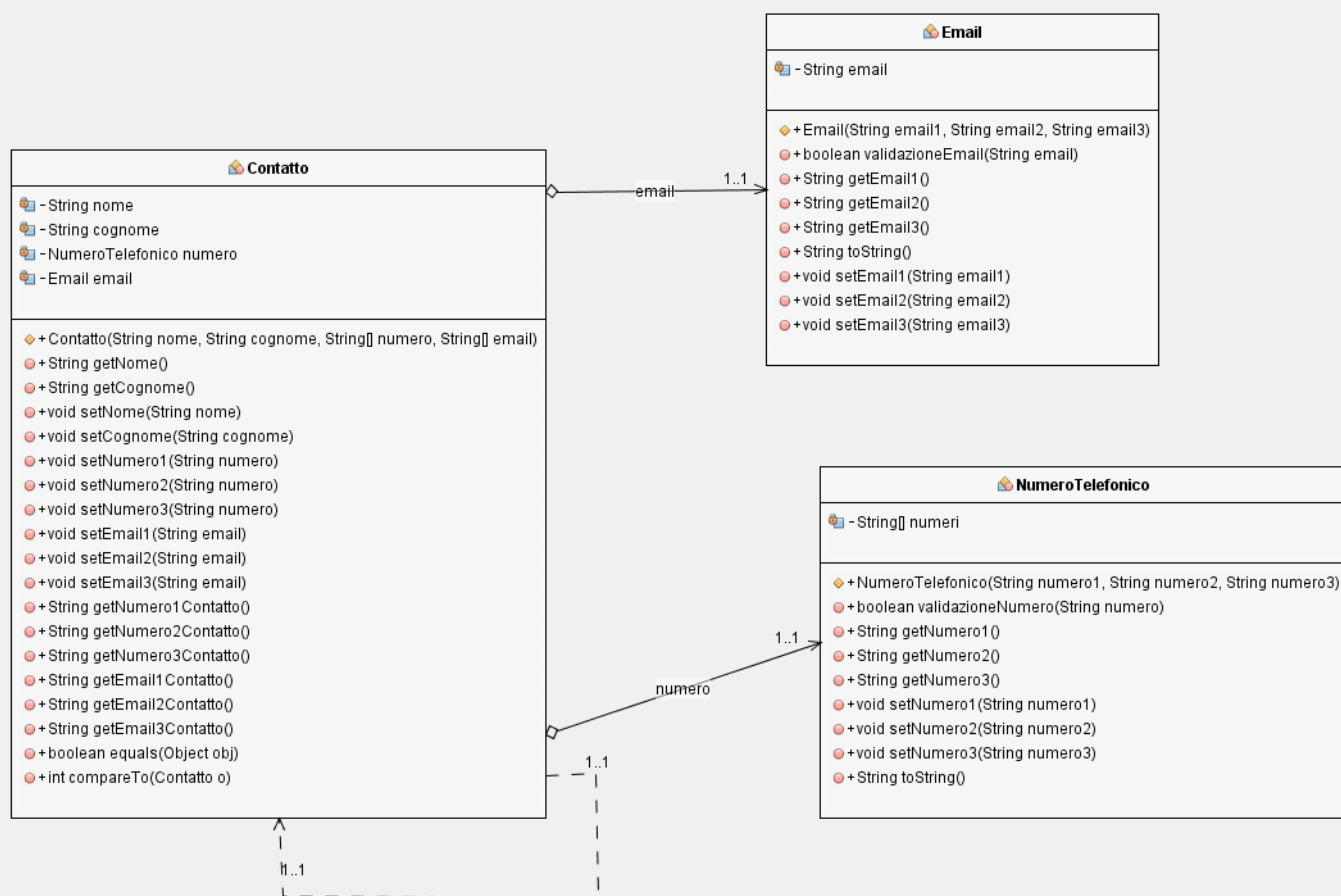 Email
- String email
+ Email(String email1, String email2, String email3)
+ boolean validazioneEmail(String email)
+ String getEmail1()
+ String getEmail2()
+ String getEmail3()
+ String toString()
+ void setEmail1(String email1)
+ void setEmail2(String email2)
+ void setEmail3(String email3)
Contatto
- String nome
- String cognome
- NumeroTelefonico numero
- Email email
+ Contatto(String nome, String cognome, String[] numero, String[] email)
+ String getNome()
+ String getCognome()
+ void setNome(String nome)
+ void setCognome(String cognome)
+ void setNumero1(String numero)
+ void setNumero2(String numero)
+ void setNumero3(String numero)
+ void setEmail1(String email)
+ void setEmail2(String email)
+ void setEmail3(String email)
+ String getNumero1Contatto()
+ String getNumero2Contatto()
+ String getNumero3Contatto()
+ String getEmail1Contatto()
+ String getEmail2Contatto()
+ String getEmail3Contatto()
+ boolean equals(Object obj)
+ int compareTo(Contatto o)
email
1..1
NumeroTelefonico
- String[] numeri
+ NumeroTelefonico(String numero1, String numero2, String numero3)
+ boolean validazioneNumero(String numero)
+ String getNumero1()
+ String getNumero2()
+ String getNumero3()
+ void setNumero1(String numero1)
+ void setNumero2(String numero2)
+ void setNumero3(String numero3)
+ String toString()
1..1
numero
1..1
1..1